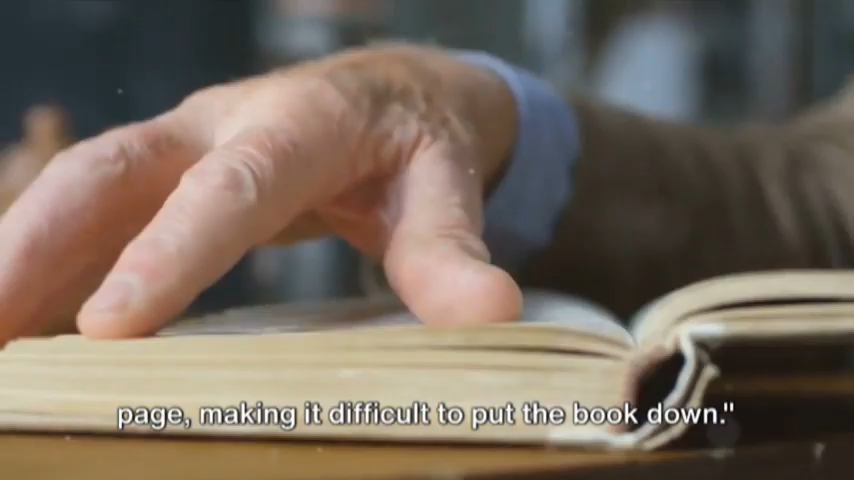 page, making it difficult to put the book down."